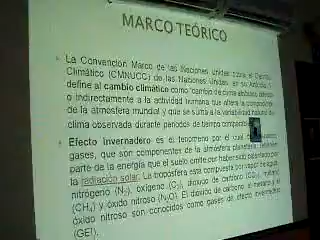 MARCO TEÓRICO
La Convención Marco de las Naciones Unidas sobre el Cambio
Climático (CMNUCC) de las Naciones Unidas, en su Artículo 1,
define al cambio climático como "cambio de clima atribuido directa
o indirectamente a la actividad humana que altera la composición
de la atmósfera mundial y que se suma a la variabilidad natural del
clima observada durante períodos de tiempo
Efecto Invernadero es el fenómeno por el cual
gases, que son componentes de la atmósfera planetaria,
parte de la energía que el suelo emite por haber sido calentado por
la radiación solar. La atmósfera esta compuesta por vapor de agua,
nitrógeno (N₂), oxígeno (O₂), dióxido de carbono (CO₂), metano
(CH₄) y óxido nitroso (N₂O). El dióxido de carbono, el metano y el
óxido nitroso son conocidos como gases de efecto invernadero
(GEI).